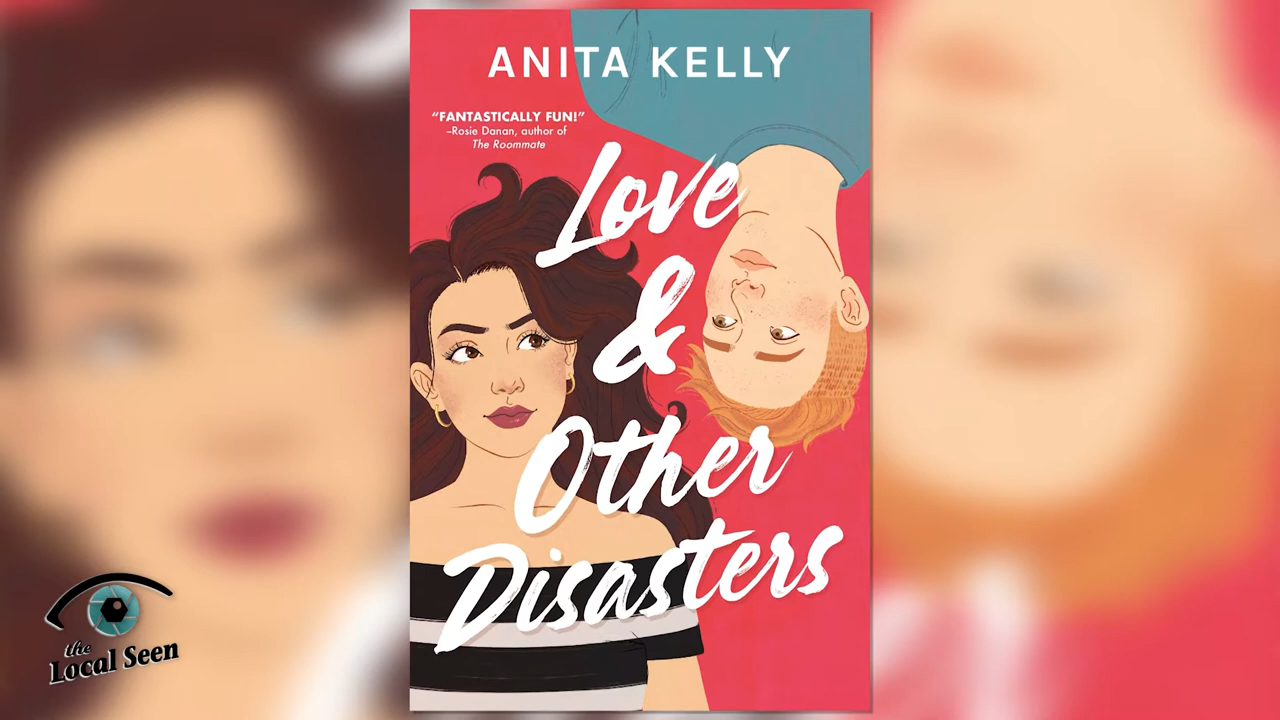 ANITA KELLY
“FANTASTICALLY FUN!”
–Rosie Danan, author of
The Roommate
Love
&
Other
Disasters
the
Local Seen